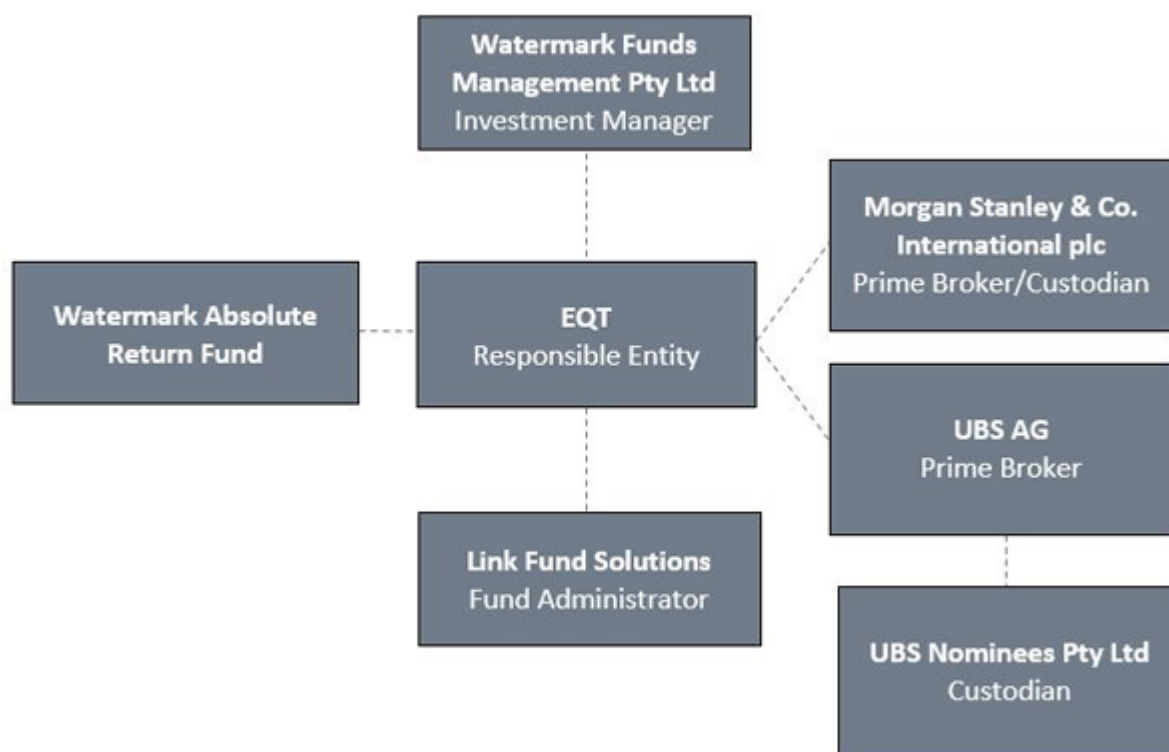 Watermark Funds
Management Pty Ltd
Investment Manager
Morgan Stanley & Co.
International plc
Prime Broker/Custodian
Watermark Absolute
Return Fund
EQT
Responsible Entity
UBS AG
Prime Broker
Link Fund Solutions
Fund Administrator
UBS Nominees Pty Ltd
Custodian